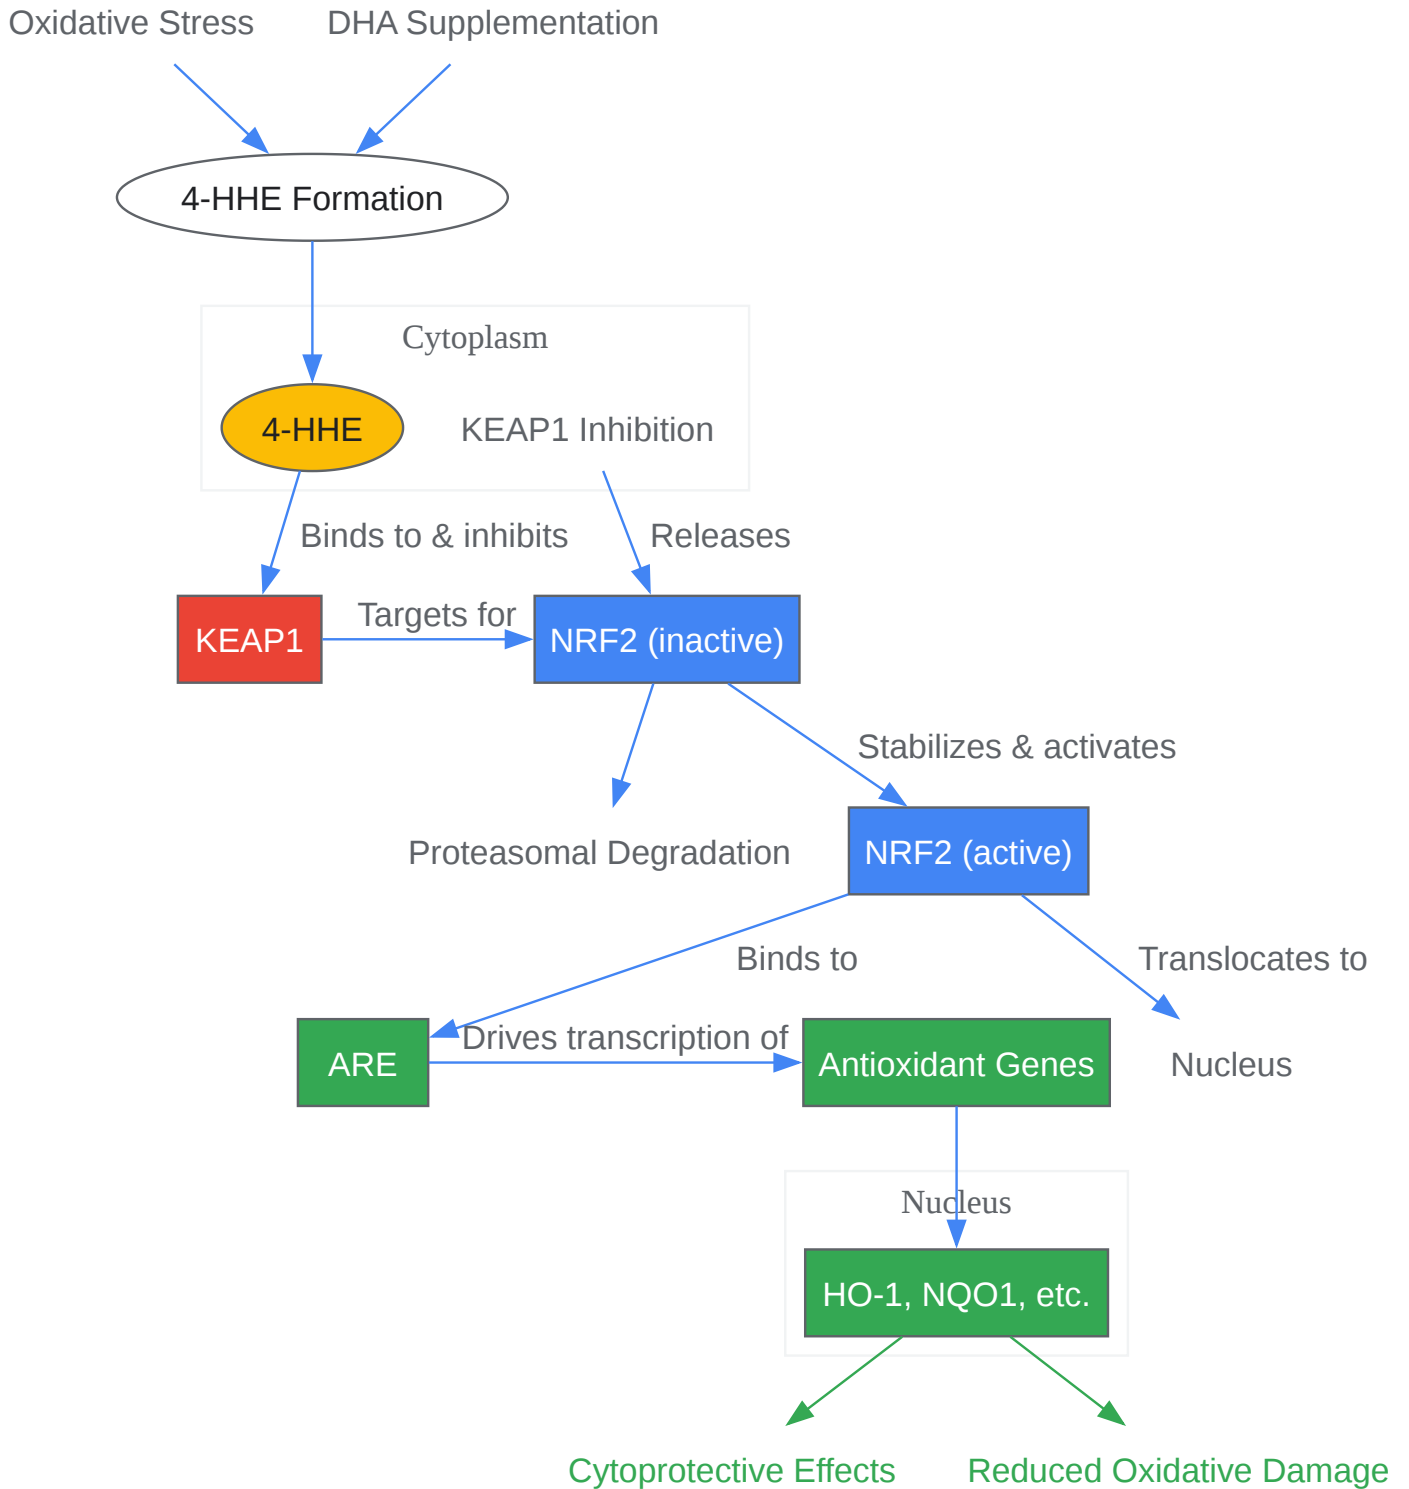 Oxidative Stress
DHA Supplementation
4-HHE Formation
Cytoplasm
4-HHE
KEAP1 Inhibition
Binds to & inhibits
Releases
KEAP1
Targets for
NRF2 (inactive)
Stabilizes & activates
Proteasomal Degradation
NRF2 (active)
Binds to
Translocates to
ARE
Drives transcription of
Antioxidant Genes
Nucleus
Nucleus
HO-1, NQO1, etc.
Cytoprotective Effects
Reduced Oxidative Damage